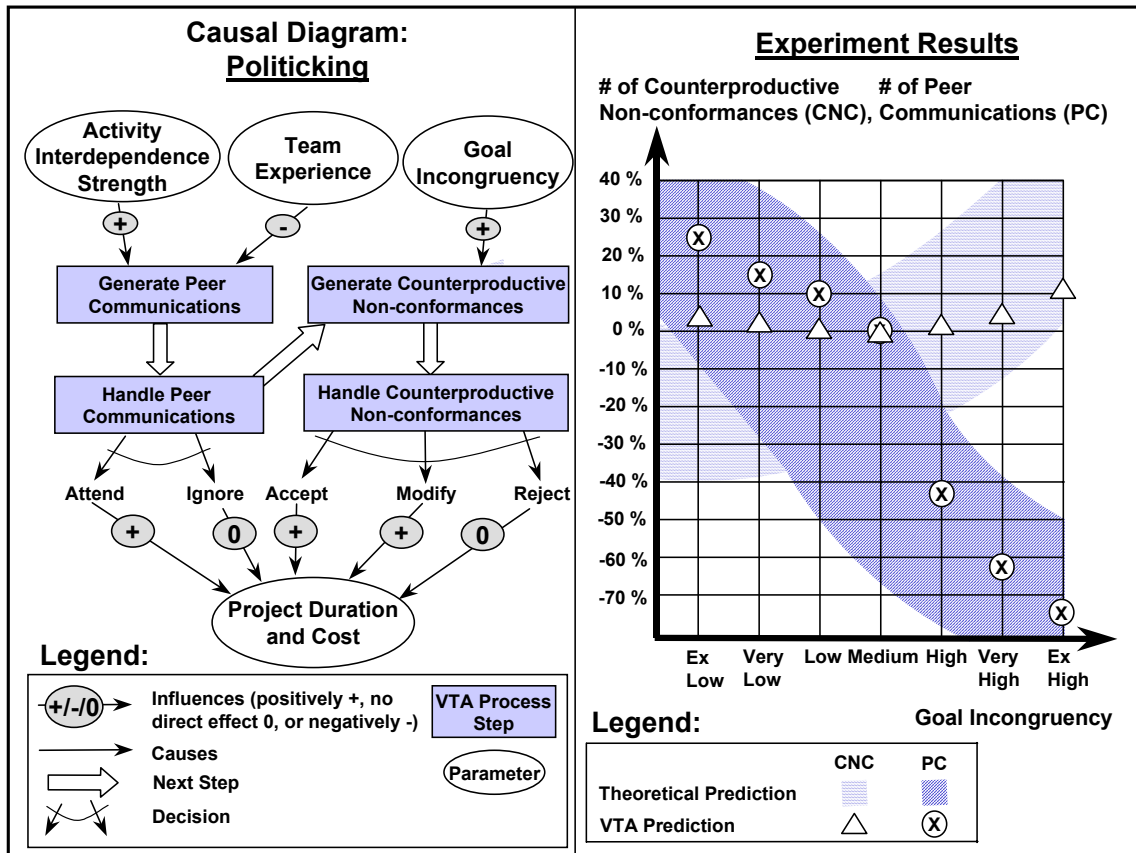 Causal Diagram:
Politicking
Activity
Interdependence
Strength
Team
Experience
Goal
Incongruency
+
-
+
Generate Peer
Communications
Generate Counterproductive
Non-conformances
Handle Peer
Communications
Handle Counterproductive
Non-conformances
Attend
Ignore
Accept
Modify
Reject
+
0
+
+
0
Project Duration
and Cost
Legend:
+/-/0
Influences (positively +, no
direct effect 0, or negatively -)
Causes
Next Step
Decision
VTA Process
Step
Parameter
Experiment Results
# of Counterproductive
Non-conformances (CNC),
# of Peer
Communications (PC)
40 %
30 %
20 %
10 %
0 %
-10 %
-20 %
-30 %
-40 %
-50 %
-60 %
-70 %
X
X
X
X
X
X
X
Ex
Low
Very
Low
Low
Medium
High
Very
High
Ex
High
Goal Incongruency
Legend:
CNC
PC
Theoretical Prediction
VTA Prediction
X